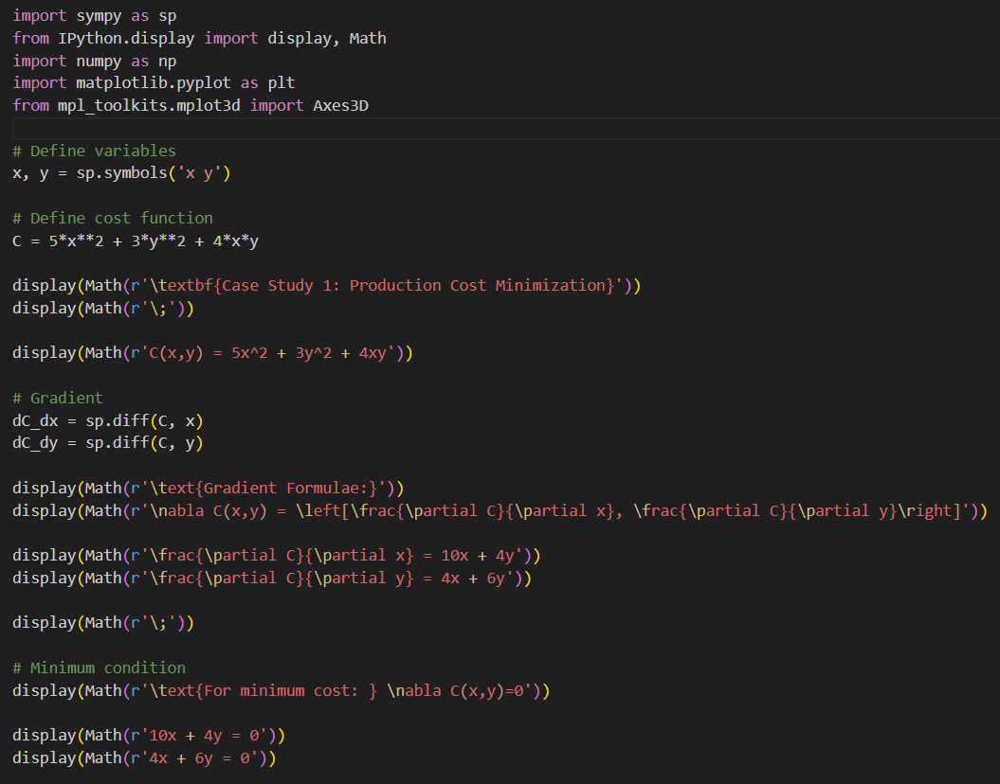 import sympy as sp
from IPython.display import display, Math
import numpy as np
import matplotlib.pyplot as plt
from mpl_toolkits.mplot3d import Axes3D
# Define variables
x, y = sp.symbols('x y')
# Define cost function
C = 5*x**2 + 3*y**2 + 4*x*y
display(Math(r'\textbf{Case Study 1: Production Cost Minimization}'))
display(Math(r'\;'))
display(Math(r'C(x,y) = 5x^2 + 3y^2 + 4xy'))
# Gradient
dC_dx = sp.diff(C, x)
dC_dy = sp.diff(C, y)
display(Math(r'\text{Gradient Formulae:}'))
display(Math(r'\nabla C(x,y) = \left[\frac{\partial C}{\partial x}, \frac{\partial C}{\partial y}\right]'))
display(Math(r'\frac{\partial C}{\partial x} = 10x + 4y'))
display(Math(r'\frac{\partial C}{\partial y} = 4x + 6y'))
display(Math(r'\;'))
# Minimum condition
display(Math(r'\text{For minimum cost: } \nabla C(x,y)=0'))
display(Math(r'10x + 4y = 0'))
display(Math(r'4x + 6y = 0'))